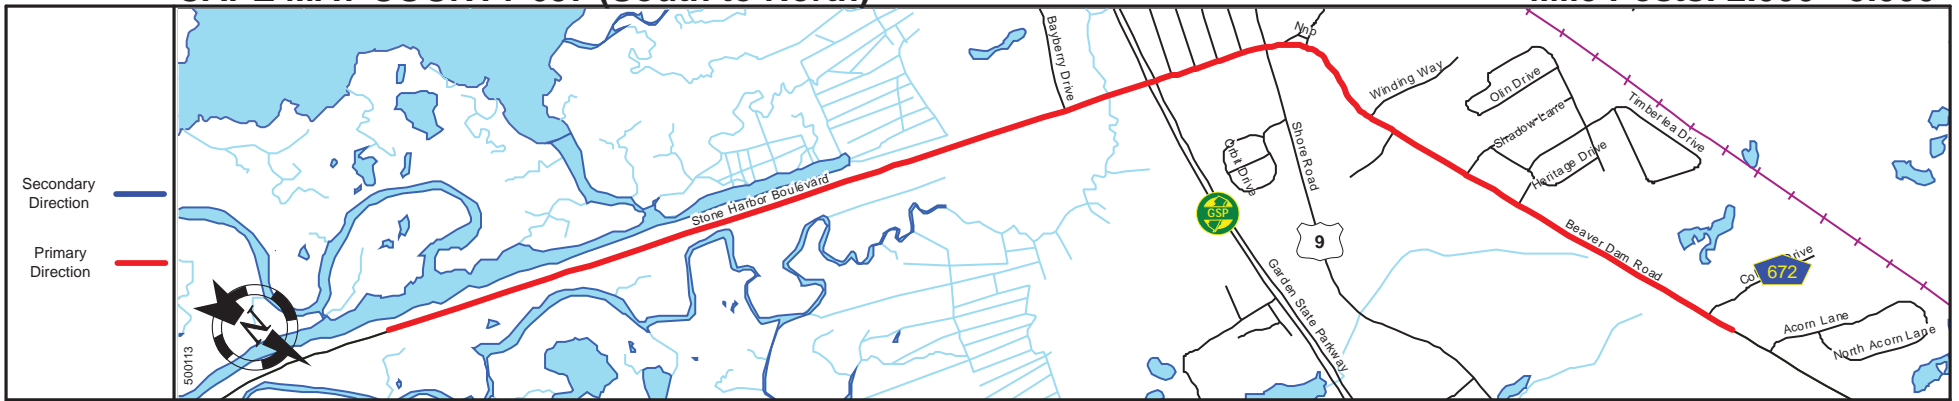 Secondary
Direction
Primary
Direction
500113
N
Stone Harbor Boulevard
Bayberry Drive
GSP
Orbit Drive
Shore Road
9
Garden State Parkway
Winding Way
Olin Drive
Shadow Lane
Heritage Drive
Timberlea Drive
Beaver Dam Road
Drive
672
Acorn Lane
North Acorn Lane